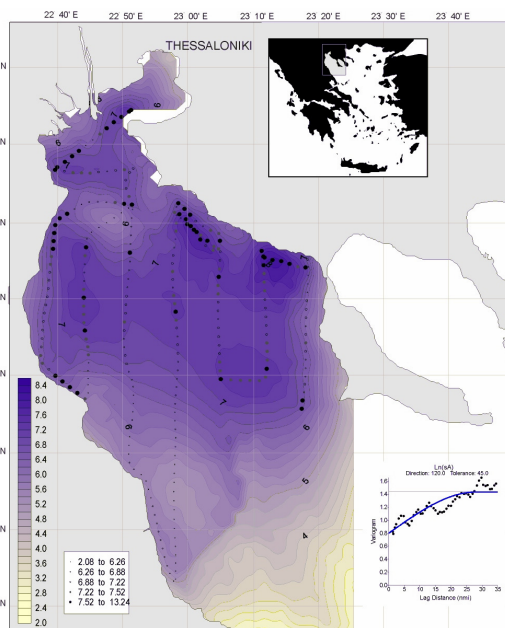 22 40' E 22 50' E 23 00' E 23 10' E 23 20' E 23 30' E 23 40' E
THESSALONIKI
N
N
N
N
N
N
N
N
6
7
6
7
6
7
7
7
6
6
5
4
8.4
8.0
7.6
7.2
6.8
6.4
6.0
5.6
5.2
4.8
4.4
4.0
3.6
3.2
2.8
2.4
2.0
2.08 to 6.26
6.26 to 6.88
6.88 to 7.22
7.22 to 7.52
7.52 to 13.24
Ln(sA)
Direction: 120.0 Tolerance: 45.0
1.6
1.4
1.2
1.0
0.8
0.6
0.4
0.2
0.0
Variogram
0 5 10 15 20 25 30 35
Lag Distance (nmi)